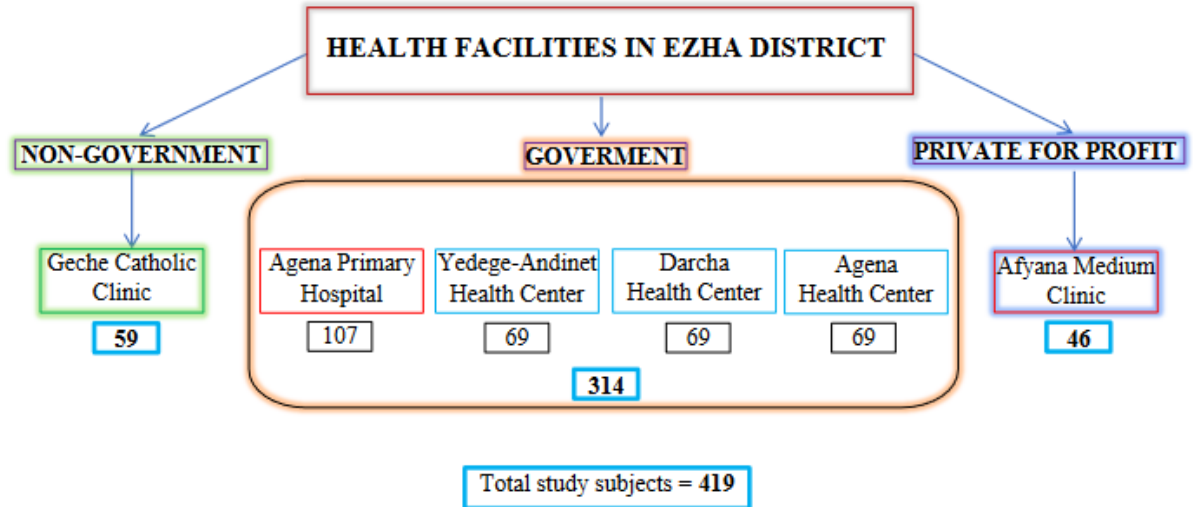 HEALTH FACILITIES IN EZHA DISTRICT
NON-GOVERNMENT
GOVERMENT
PRIVATE FOR PROFIT
Geche Catholic
Clinic
59
Agena Primary
Hospital
107
Yedege-Andinet
Health Center
69
Darcha
Health Center
69
Agena
Health Center
69
314
Afyana Medium
Clinic
46
Total study subjects = 419